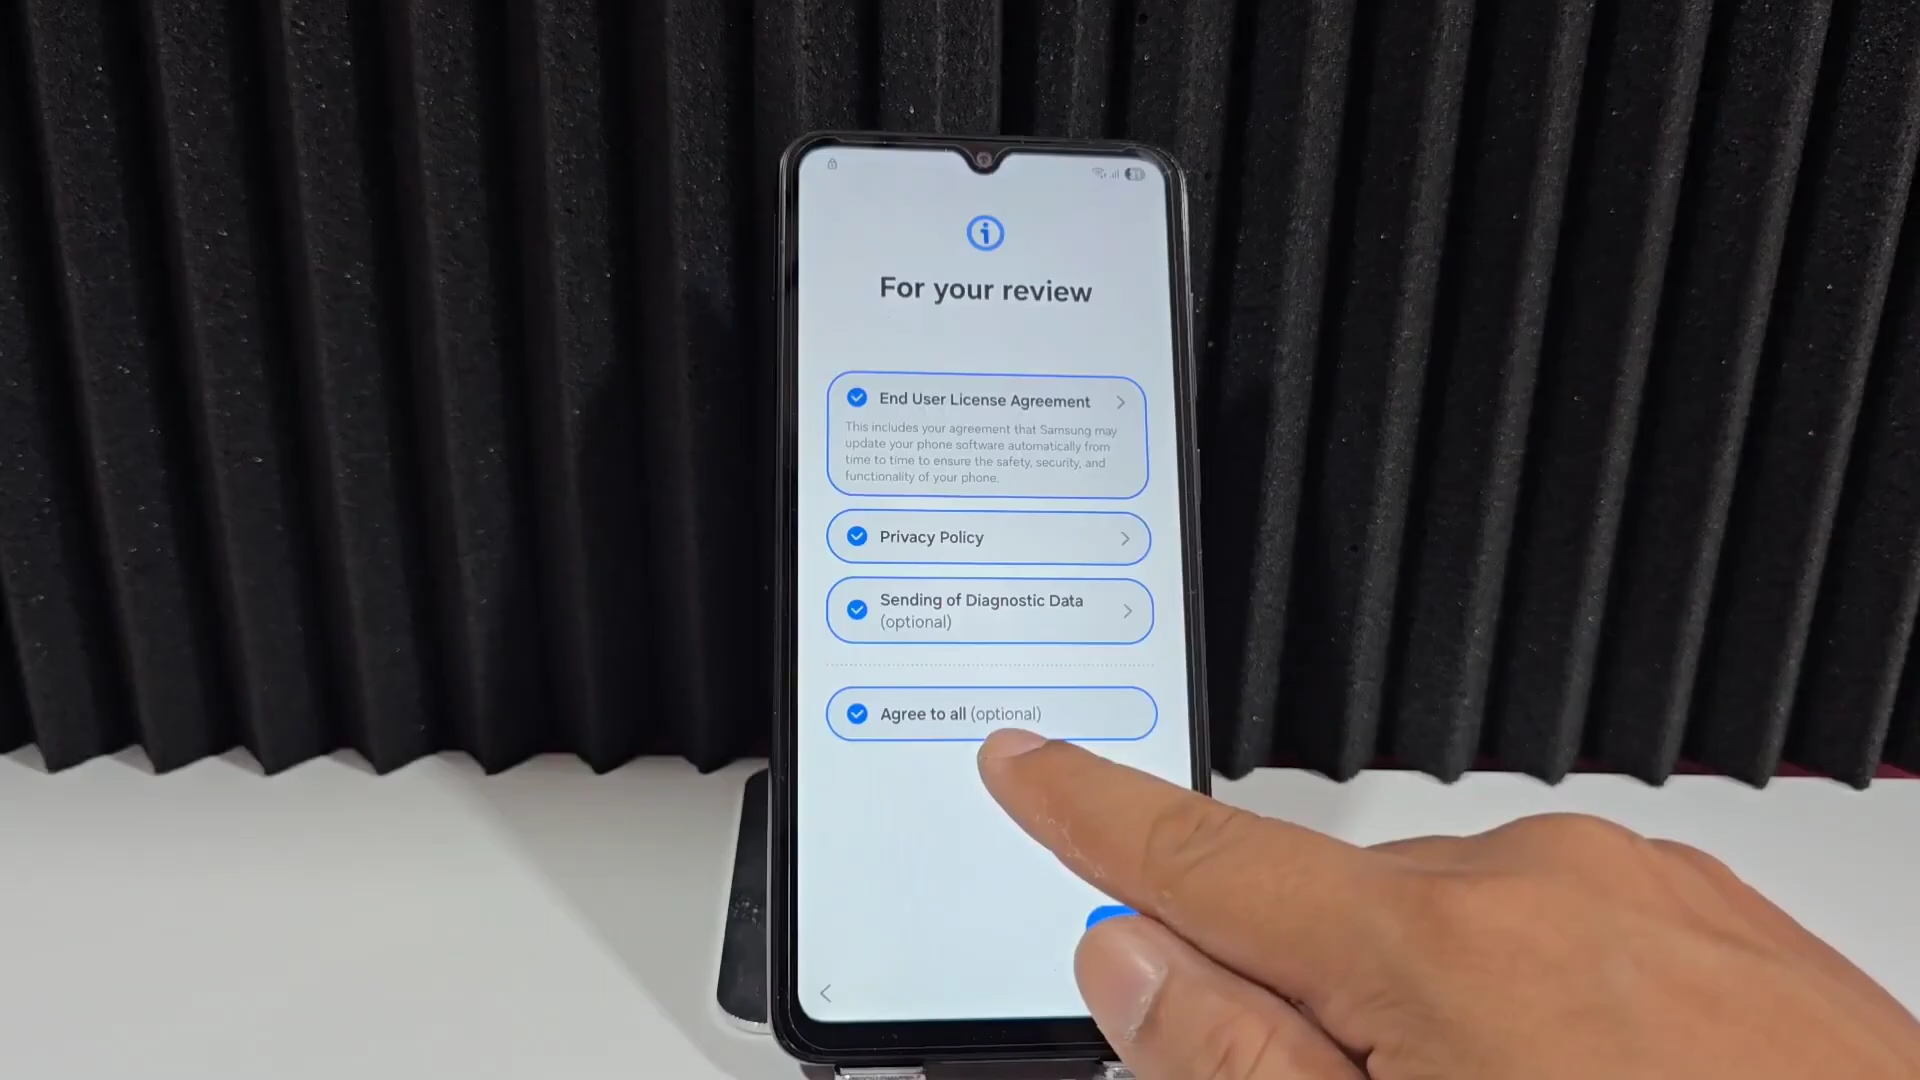 For your review
End User License Agreement
This includes your agreement that Samsung may
update your phone software automatically from
time to time to ensure the safety, security, and
functionality of your phone.
Privacy Policy
Sending of Diagnostic Data
(optional)
Agree to all (optional)